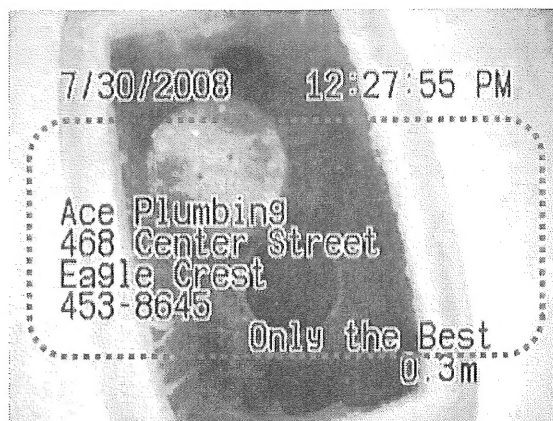 7/30/2008 12:27:55 PM
Ace Plumbing
468 Center Street
Eagle Crest
453-8645
Only the Best
0.3m